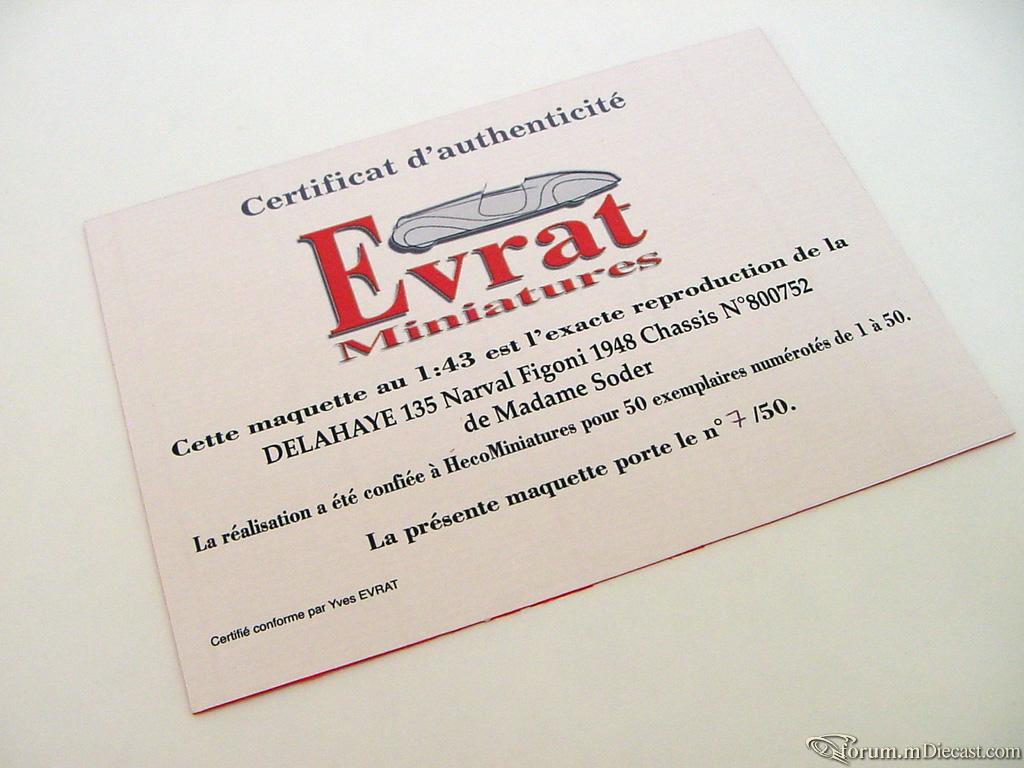 Certificat d'authenticité
Evrat
Miniatures
Cette maquette au 1:43 est l'exacte reproduction de la
DELAHAYE 135 Narval Figoni 1948 Chassis N°800752
de Madame Soder
La réalisation a été confiée à HecoMiniatures pour 50 exemplaires numérotés de 1 à 50.
La présente maquette porte le n° 7 /50.
Certifié conforme par Yves EVRAT
forum.mDiecast.com